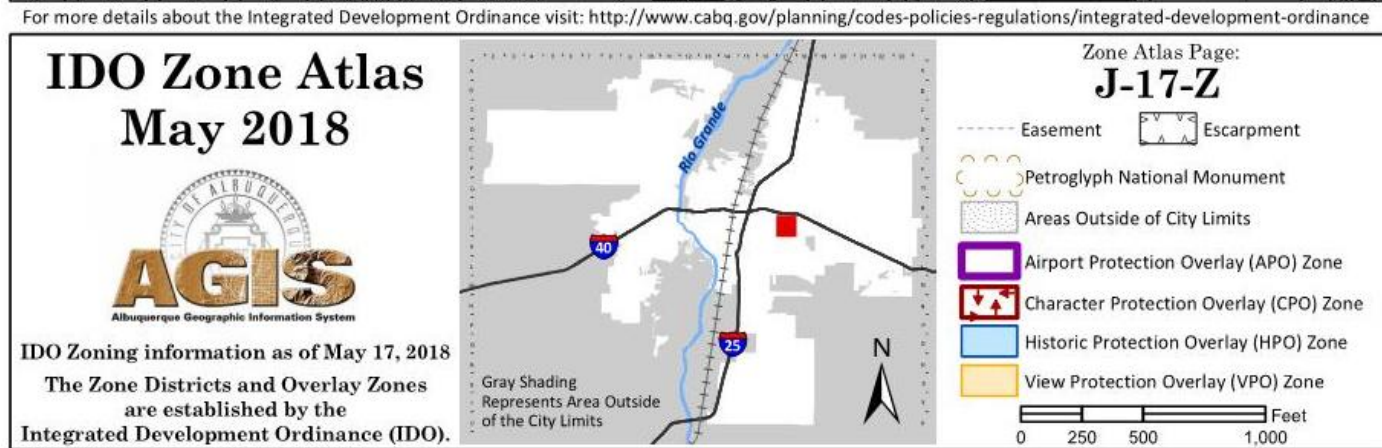 For more details about the Integrated Development Ordinance visit: http://www.cabq.gov/planning/codes-policies-regulations/integrated-development-ordinance
IDO Zone Atlas
May 2018
CITY OF ALBUQUERQUE
AGIS
Albuquerque Geographic Information System
IDO Zoning information as of May 17, 2018
The Zone Districts and Overlay Zones
are established by the
Integrated Development Ordinance (IDO).
Rio Grande
40
25
Gray Shading
Represents Area Outside
of the City Limits
N
Zone Atlas Page:
J-17-Z
Easement
Escarpment
Petroglyph National Monument
Areas Outside of City Limits
Airport Protection Overlay (APO) Zone
Character Protection Overlay (CPO) Zone
Historic Protection Overlay (HPO) Zone
View Protection Overlay (VPO) Zone
Feet
0 250 500 1,000